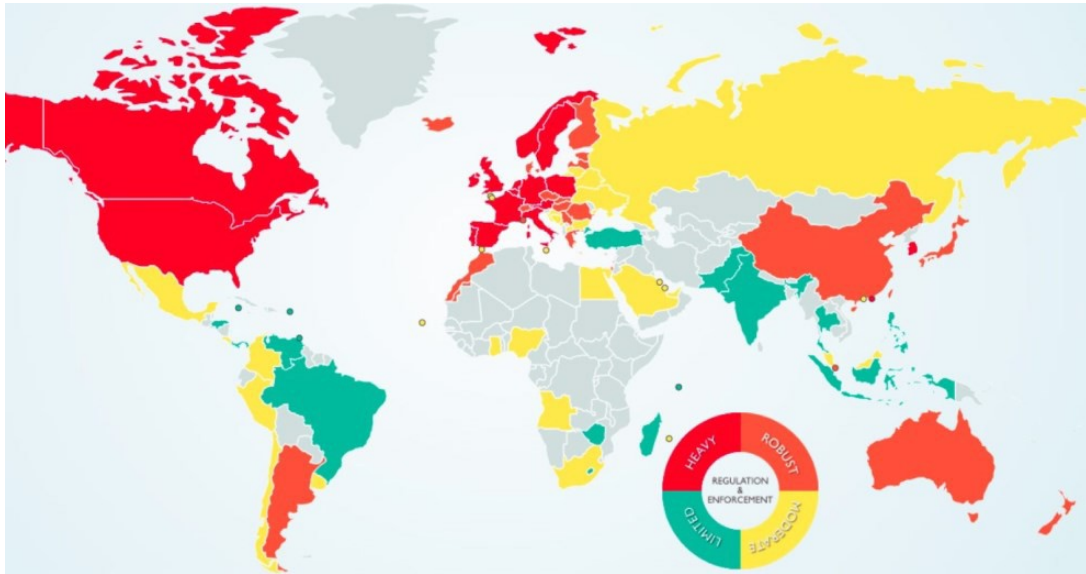 HEAVY
ROBUST
REGULATION
&
ENFORCEMENT
LIMITED
MODERATE